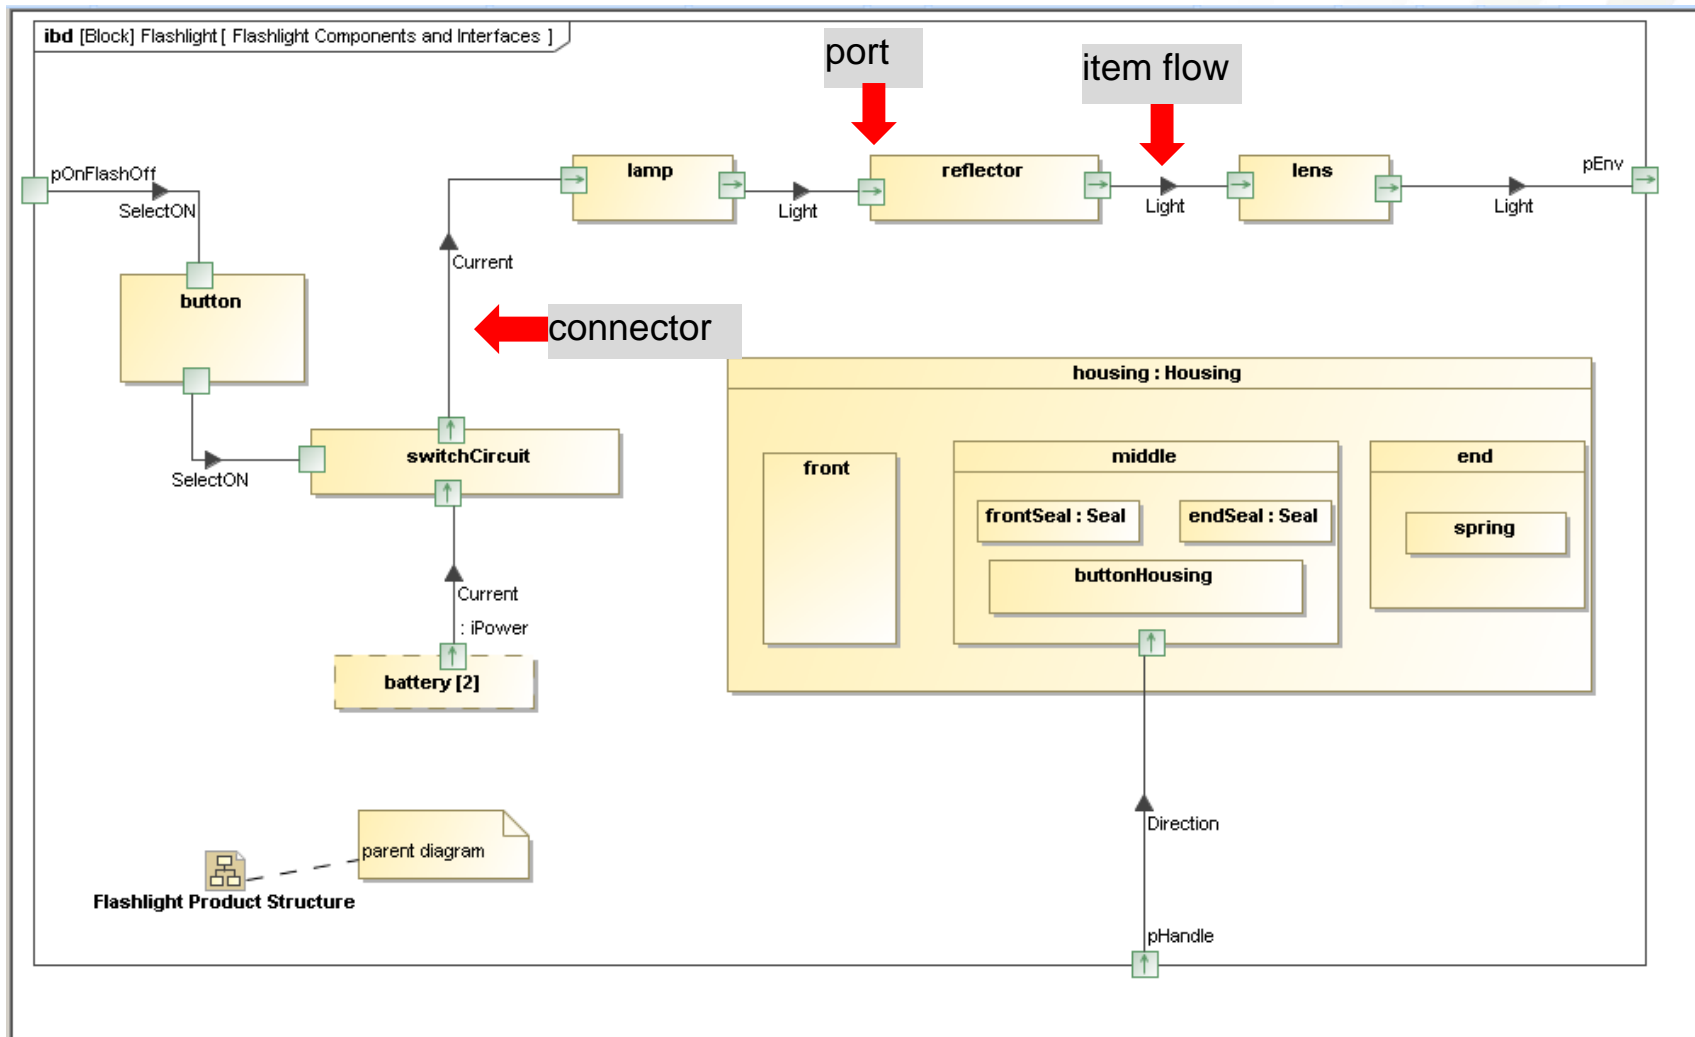 ibd [Block] Flashlight [ Flashlight Components and Interfaces ]
port
item flow
pOnFlashOff
SelectON
lamp
Light
reflector
Light
lens
Light
pEnv
Current
button
connector
housing : Housing
switchCircuit
SelectON
front
middle
end
frontSeal : Seal
endSeal : Seal
spring
buttonHousing
Current
: iPower
battery [2]
Direction
parent diagram
Flashlight Product Structure
pHandle